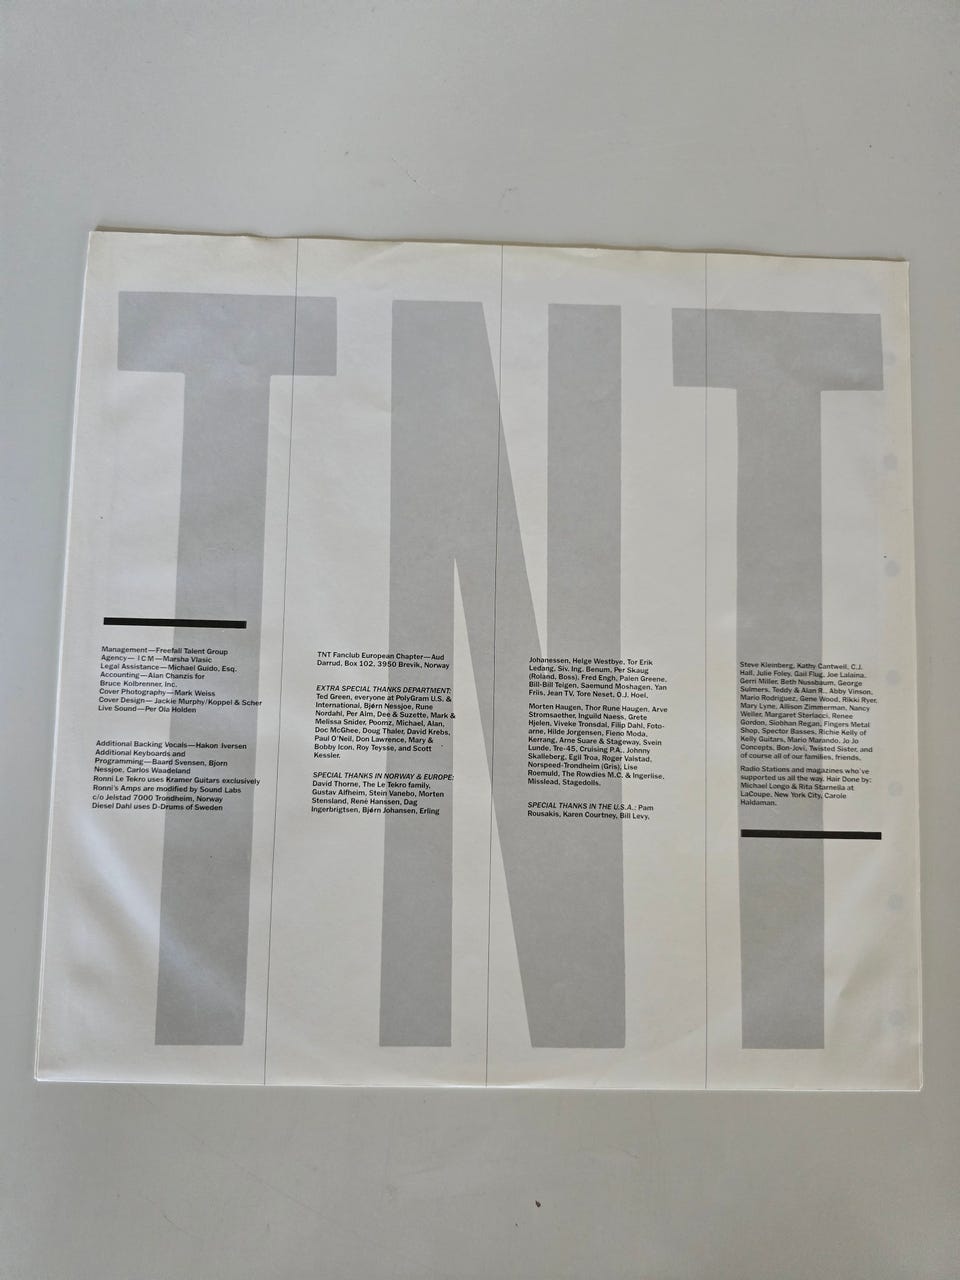 TNT
Management—Freefall Talent Group
Agency— I C M—Marsha Vlasic
Legal Assistance—Michael Guido, Esq.
Accounting—Alan Chanzis for
Bruce Kolbrenner, Inc.
Cover Photography—Mark Weiss
Cover Design— Jackie Murphy/Koppel & Scher
Live Sound—Per Ola Holden
Additional Backing Vocals—Hakon Iversen
Additional Keyboards and
Programming—Baard Svensen, Bjorn
Nessjoe, Carlos Waadeland
Ronni Le Tekro uses Kramer Guitars exclusively
Ronni's Amps are modified by Sound Labs
c/o Jelstad 7000 Trondheim, Norway
Diesel Dahl uses D-Drums of Sweden
TNT Fanclub European Chapter—Aud
Darrud, Box 102, 3950 Brevik, Norway
EXTRA SPECIAL THANKS DEPARTMENT:
Ted Green, everyone at PolyGram U.S. &
International, Bjørn Nessjoe, Rune
Nordahl, Per Alm, Dee & Suzette, Mark &
Melissa Snider, Poomz, Michael, Alan,
Doc McGhee, Doug Thaler, David Krebs,
Paul O'Neil, Don Lawrence, Mary &
Bobby Icon, Roy Teysse, and Scott
Kessler.
SPECIAL THANKS IN NORWAY & EUROPE:
David Thorne, The Le Tekro family,
Gustav Alfheim, Stein Vanebo, Morten
Stensland, René Hanssen, Dag
Ingerbrigtsen, Bjørn Johansen, Erling
Johanessen, Helge Westbye, Tor Erik
Ledang, Siv. Ing. Benum, Per Skaug
(Roland, Boss), Fred Engh, Palen Greene,
Bill-Bill Teigen, Saemund Moshagen, Yan
Friis, Jean TV, Tore Neset, O.J. Hoel,
Morten Haugen, Thor Rune Haugen, Arve
Stromsaether, Inguild Naess, Grete
Hjelen, Viveke Tronsdal, Filip Dahl, Foto-
arne, Hilde Jorgensen, Fieno Moda,
Kerrang, Arne Suare & Stageway, Svein
Lunde, Tre-45, Cruising P.A., Johnny
Skalleberg, Egil Troa, Roger Valstad,
Norspeed-Trondheim (Gris), Lise
Roemuld, The Rowdies M.C. & Ingerlise,
Misslead, Stagedolls.
SPECIAL THANKS IN THE U.S.A.: Pam
Rousakis, Karen Courtney, Bill Levy,
Steve Kleinberg, Kathy Cantwell, C.J.
Hall, Julie Foley, Gail Flug, Joe Lalaina,
Gerri Miller, Beth Nussbaum, George
Sulmers, Teddy & Alan R., Abby Vinson,
Mario Rodriguez, Gene Wood, Rikki Ryer,
Mary Lyne, Allison Zimmerman, Nancy
Weller, Margaret Sterlacci, Renee
Gordon, Siobhan Regan, Fingers Metal
Shop, Spector Basses, Richie Kelly of
Kelly Guitars, Mario Marando, Jo Jo
Concepts, Bon-Jovi, Twisted Sister, and
of course all of our families, friends,
Radio Stations and magazines who've
supported us all the way. Hair Done by:
Michael Longo & Rita Starnella at
LaCoupe, New York City, Carole
Haldaman.